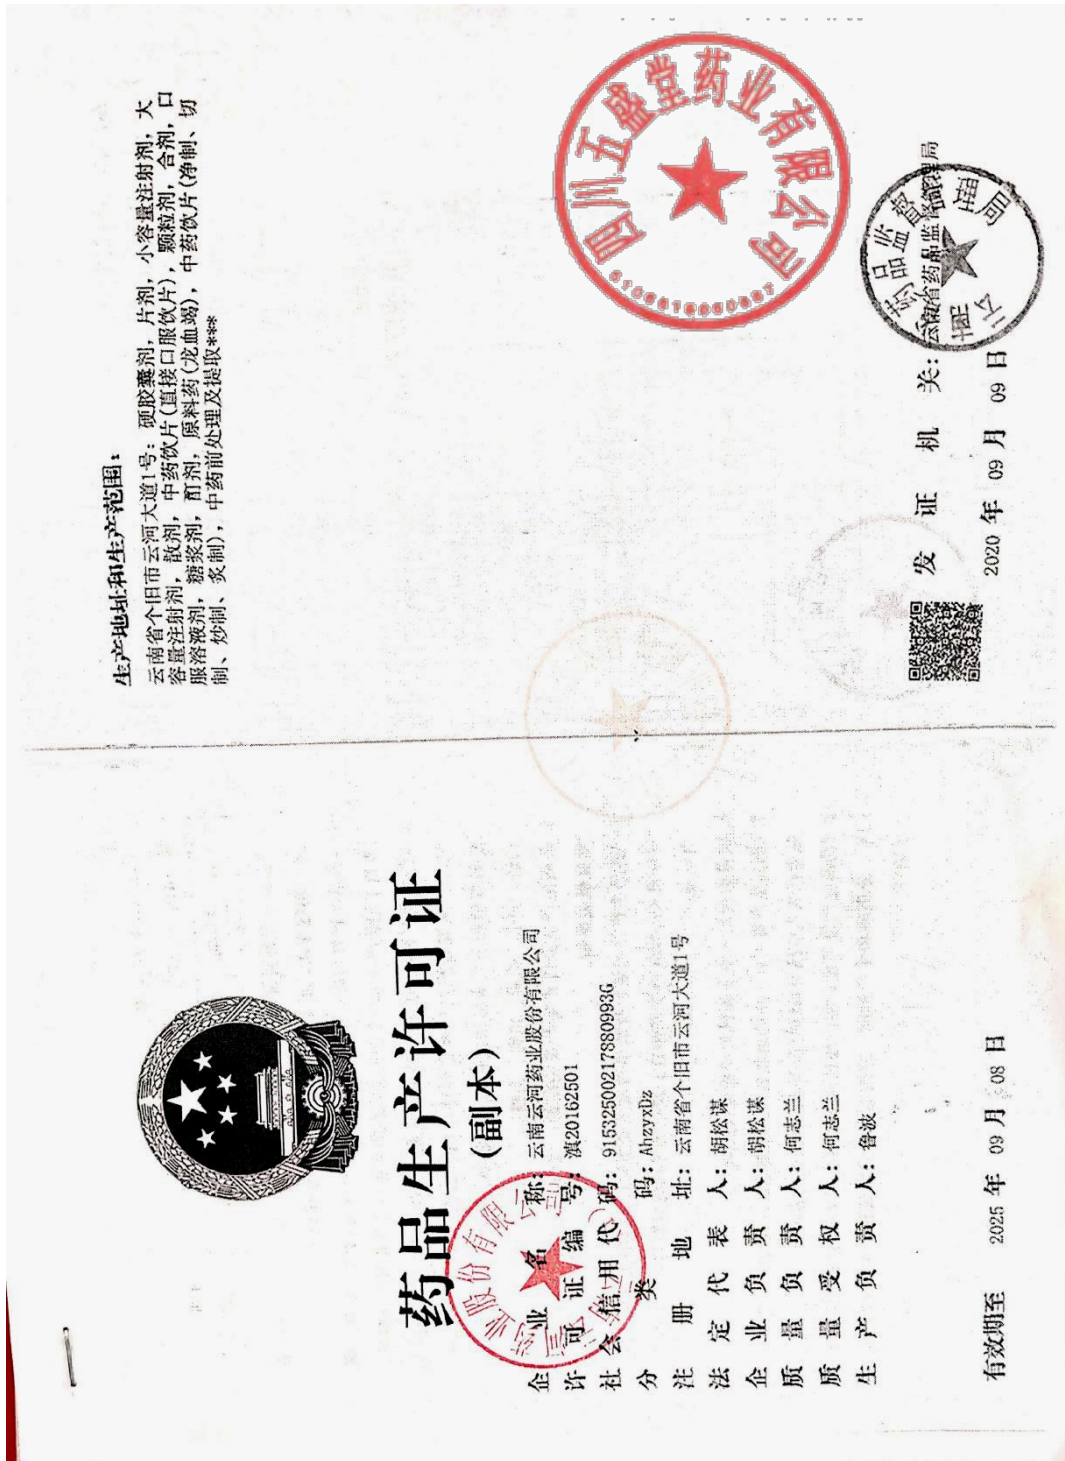 药品生产许可证
(副本)
企业名称：云南云河药业股份有限公司
许可证编号：滇20162501
社会信用代码：91532500217880993G
分类码：AhzyxDz
注册地址：云南省个旧市云河大道1号
法定代表人：胡松谋
企业负责人：胡松谋
质量负责人：何志兰
质量受权人：何志兰
生产负责人：鲁波
有效期至 2025 年 09 月 08 日
生产地址和生产范围：
云南省个旧市云河大道1号：硬胶囊剂，片剂，小容量注射剂，大
容量注射剂，散剂，中药饮片(直接口服饮片)，颗粒剂，合剂，口
服溶液剂，糖浆剂，酊剂，原料药(龙血竭)，中药饮片(净制、切
制、炒制、炙制)，中药前处理及提取***
四川五盛堂药业有限公司
发证机关：云南省药品监督管理局
2020 年 09 月 09 日